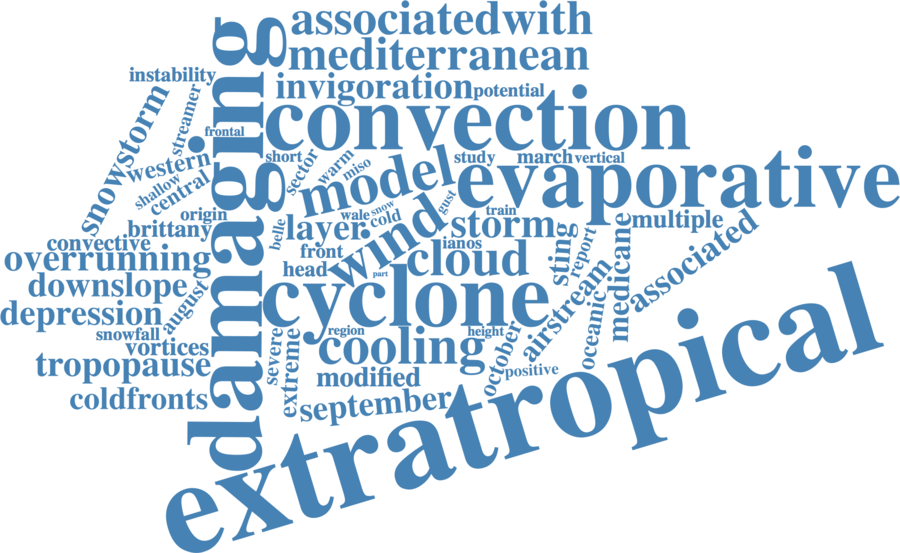 associatedwith
mediterranean
instability
invigoration
potential
damaging
convection
snowstorm
streamer
frontal
short
sector
warm
miso
model
study
march
vertical
western
shallow
central
evaporative
gust
origin
brittany
belle
layer
wale
snow
cold
wind
train
storm
multiple
convective
overrunning
front
ianos
sting
report
medicane
associated
head
part
cloud
downslope
august
cyclone
airstream
oceanic
depression
snowfall
vortices
severe
extreme
region
cooling
height
october
extratropical
tropopause
modified
positive
coldfronts
september